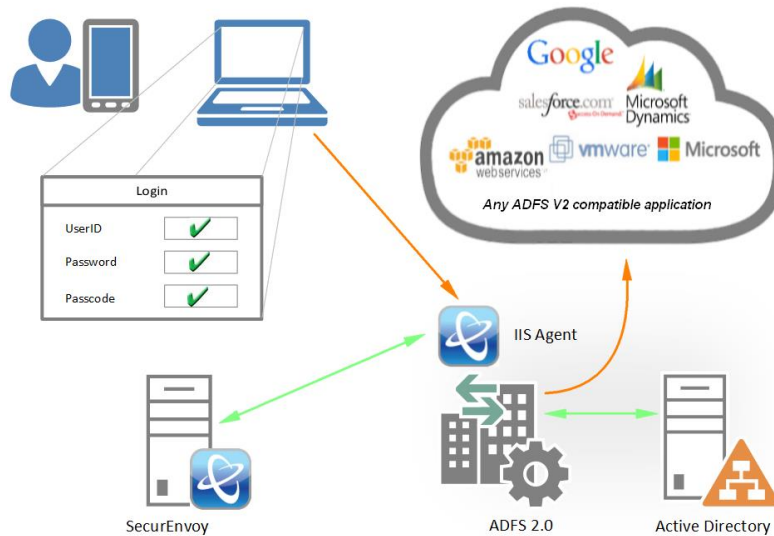 Google
salesforce.com
Success On Demand
Microsoft
Dynamics
amazon
webservices
vmware
Microsoft
Any ADFS V2 compatible application
Login
UserID
Password
Passcode
IIS Agent
SecurEnvoy
ADFS 2.0
Active Directory